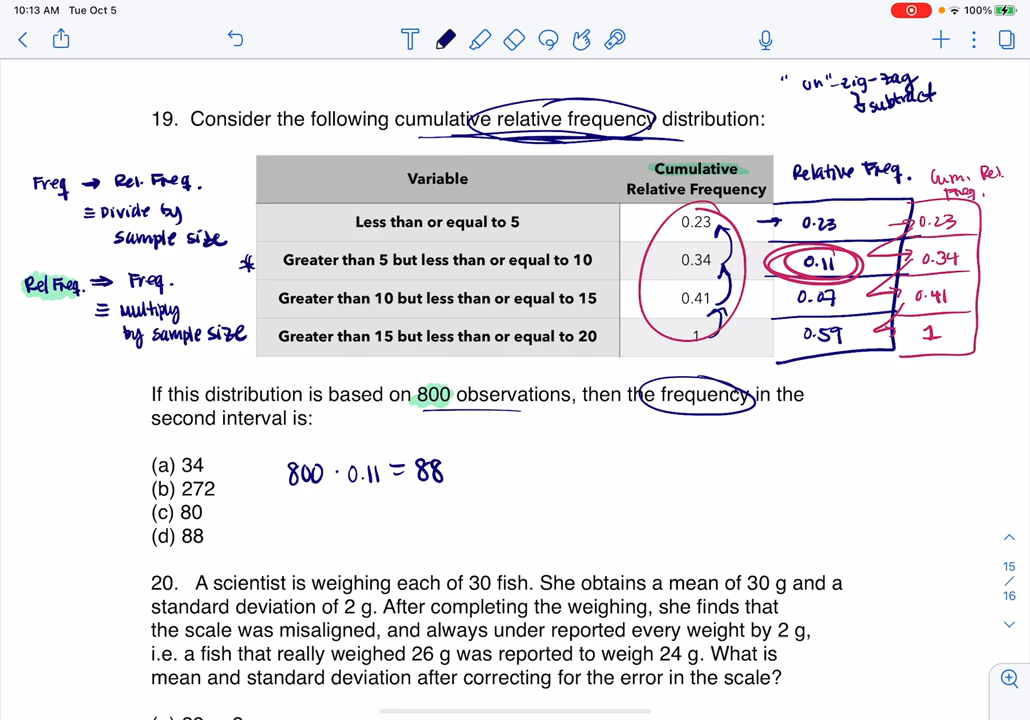 10:13 AM Tue Oct 5
100%
" un"-zig-zag
↳ subtract
19. Consider the following cumulative relative frequency distribution:
Freq → Rel. Freq.
≡ Divide by
sample size
Rel Freq. ⇒ Freq.
≡ multiply
by sample size
Variable
Cumulative
Relative Frequency
Relative Freq.
Cum. Rel.
Freq.
Less than or equal to 5 0.23 → 0.23 0.23
* Greater than 5 but less than or equal to 10 0.34 0.11 0.34
Greater than 10 but less than or equal to 15 0.41 0.07 0.41
Greater than 15 but less than or equal to 20 1 0.59 1
If this distribution is based on 800 observations, then the frequency in the
second interval is:
(a) 34
(b) 272
(c) 80
(d) 88
800 · 0.11 = 88
20. A scientist is weighing each of 30 fish. She obtains a mean of 30 g and a
standard deviation of 2 g. After completing the weighing, she finds that
the scale was misaligned, and always under reported every weight by 2 g,
i.e. a fish that really weighed 26 g was reported to weigh 24 g. What is
mean and standard deviation after correcting for the error in the scale?
15
/
16